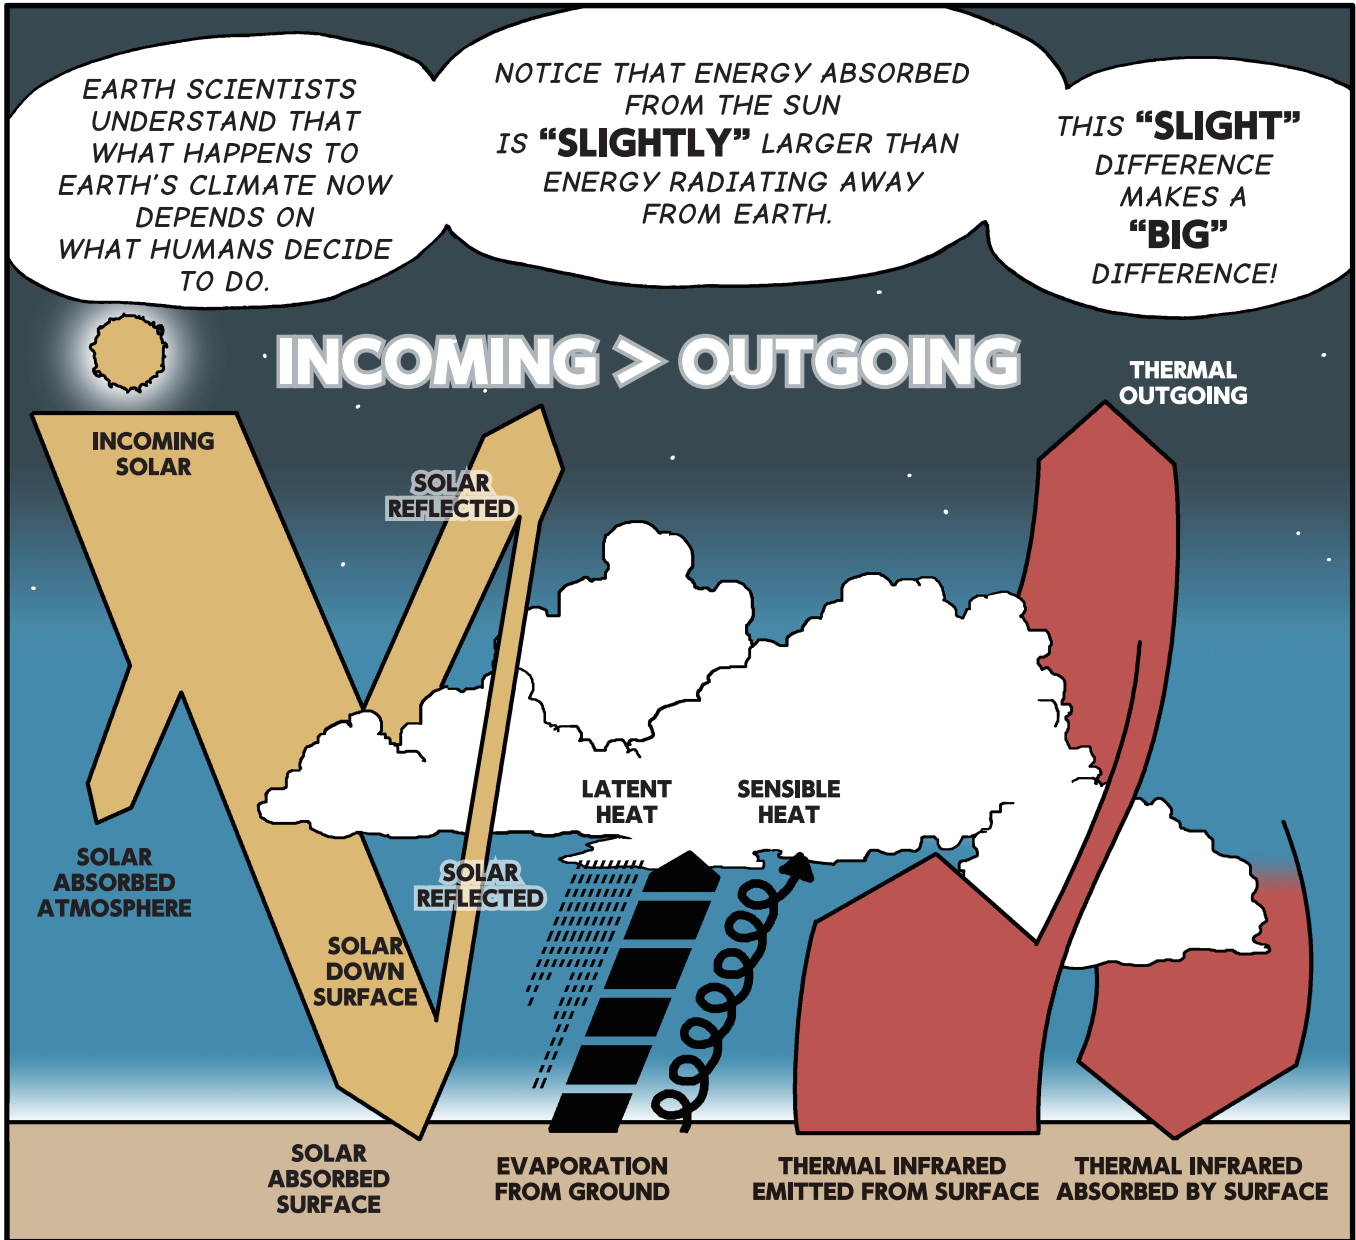 EARTH SCIENTISTS
UNDERSTAND THAT
WHAT HAPPENS TO
EARTH'S CLIMATE NOW
DEPENDS ON
WHAT HUMANS DECIDE
TO DO.
NOTICE THAT ENERGY ABSORBED
FROM THE SUN
IS “SLIGHTLY” LARGER THAN
ENERGY RADIATING AWAY
FROM EARTH.
THIS “SLIGHT”
DIFFERENCE
MAKES A
“BIG”
DIFFERENCE!
INCOMING > OUTGOING
THERMAL
OUTGOING
INCOMING
SOLAR
SOLAR
REFLECTED
LATENT
HEAT
SENSIBLE
HEAT
SOLAR
ABSORBED
ATMOSPHERE
SOLAR
REFLECTED
SOLAR
DOWN
SURFACE
SOLAR
ABSORBED
SURFACE
EVAPORATION
FROM GROUND
THERMAL INFRARED
EMITTED FROM SURFACE
THERMAL INFRARED
ABSORBED BY SURFACE